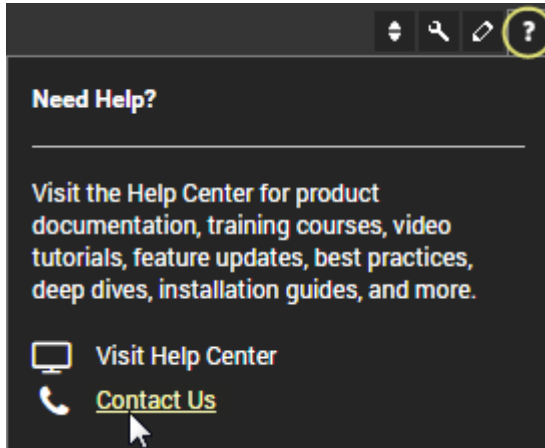 ?
Need Help?
Visit the Help Center for product
documentation, training courses, video
tutorials, feature updates, best practices,
deep dives, installation guides, and more.
Visit Help Center
Contact Us